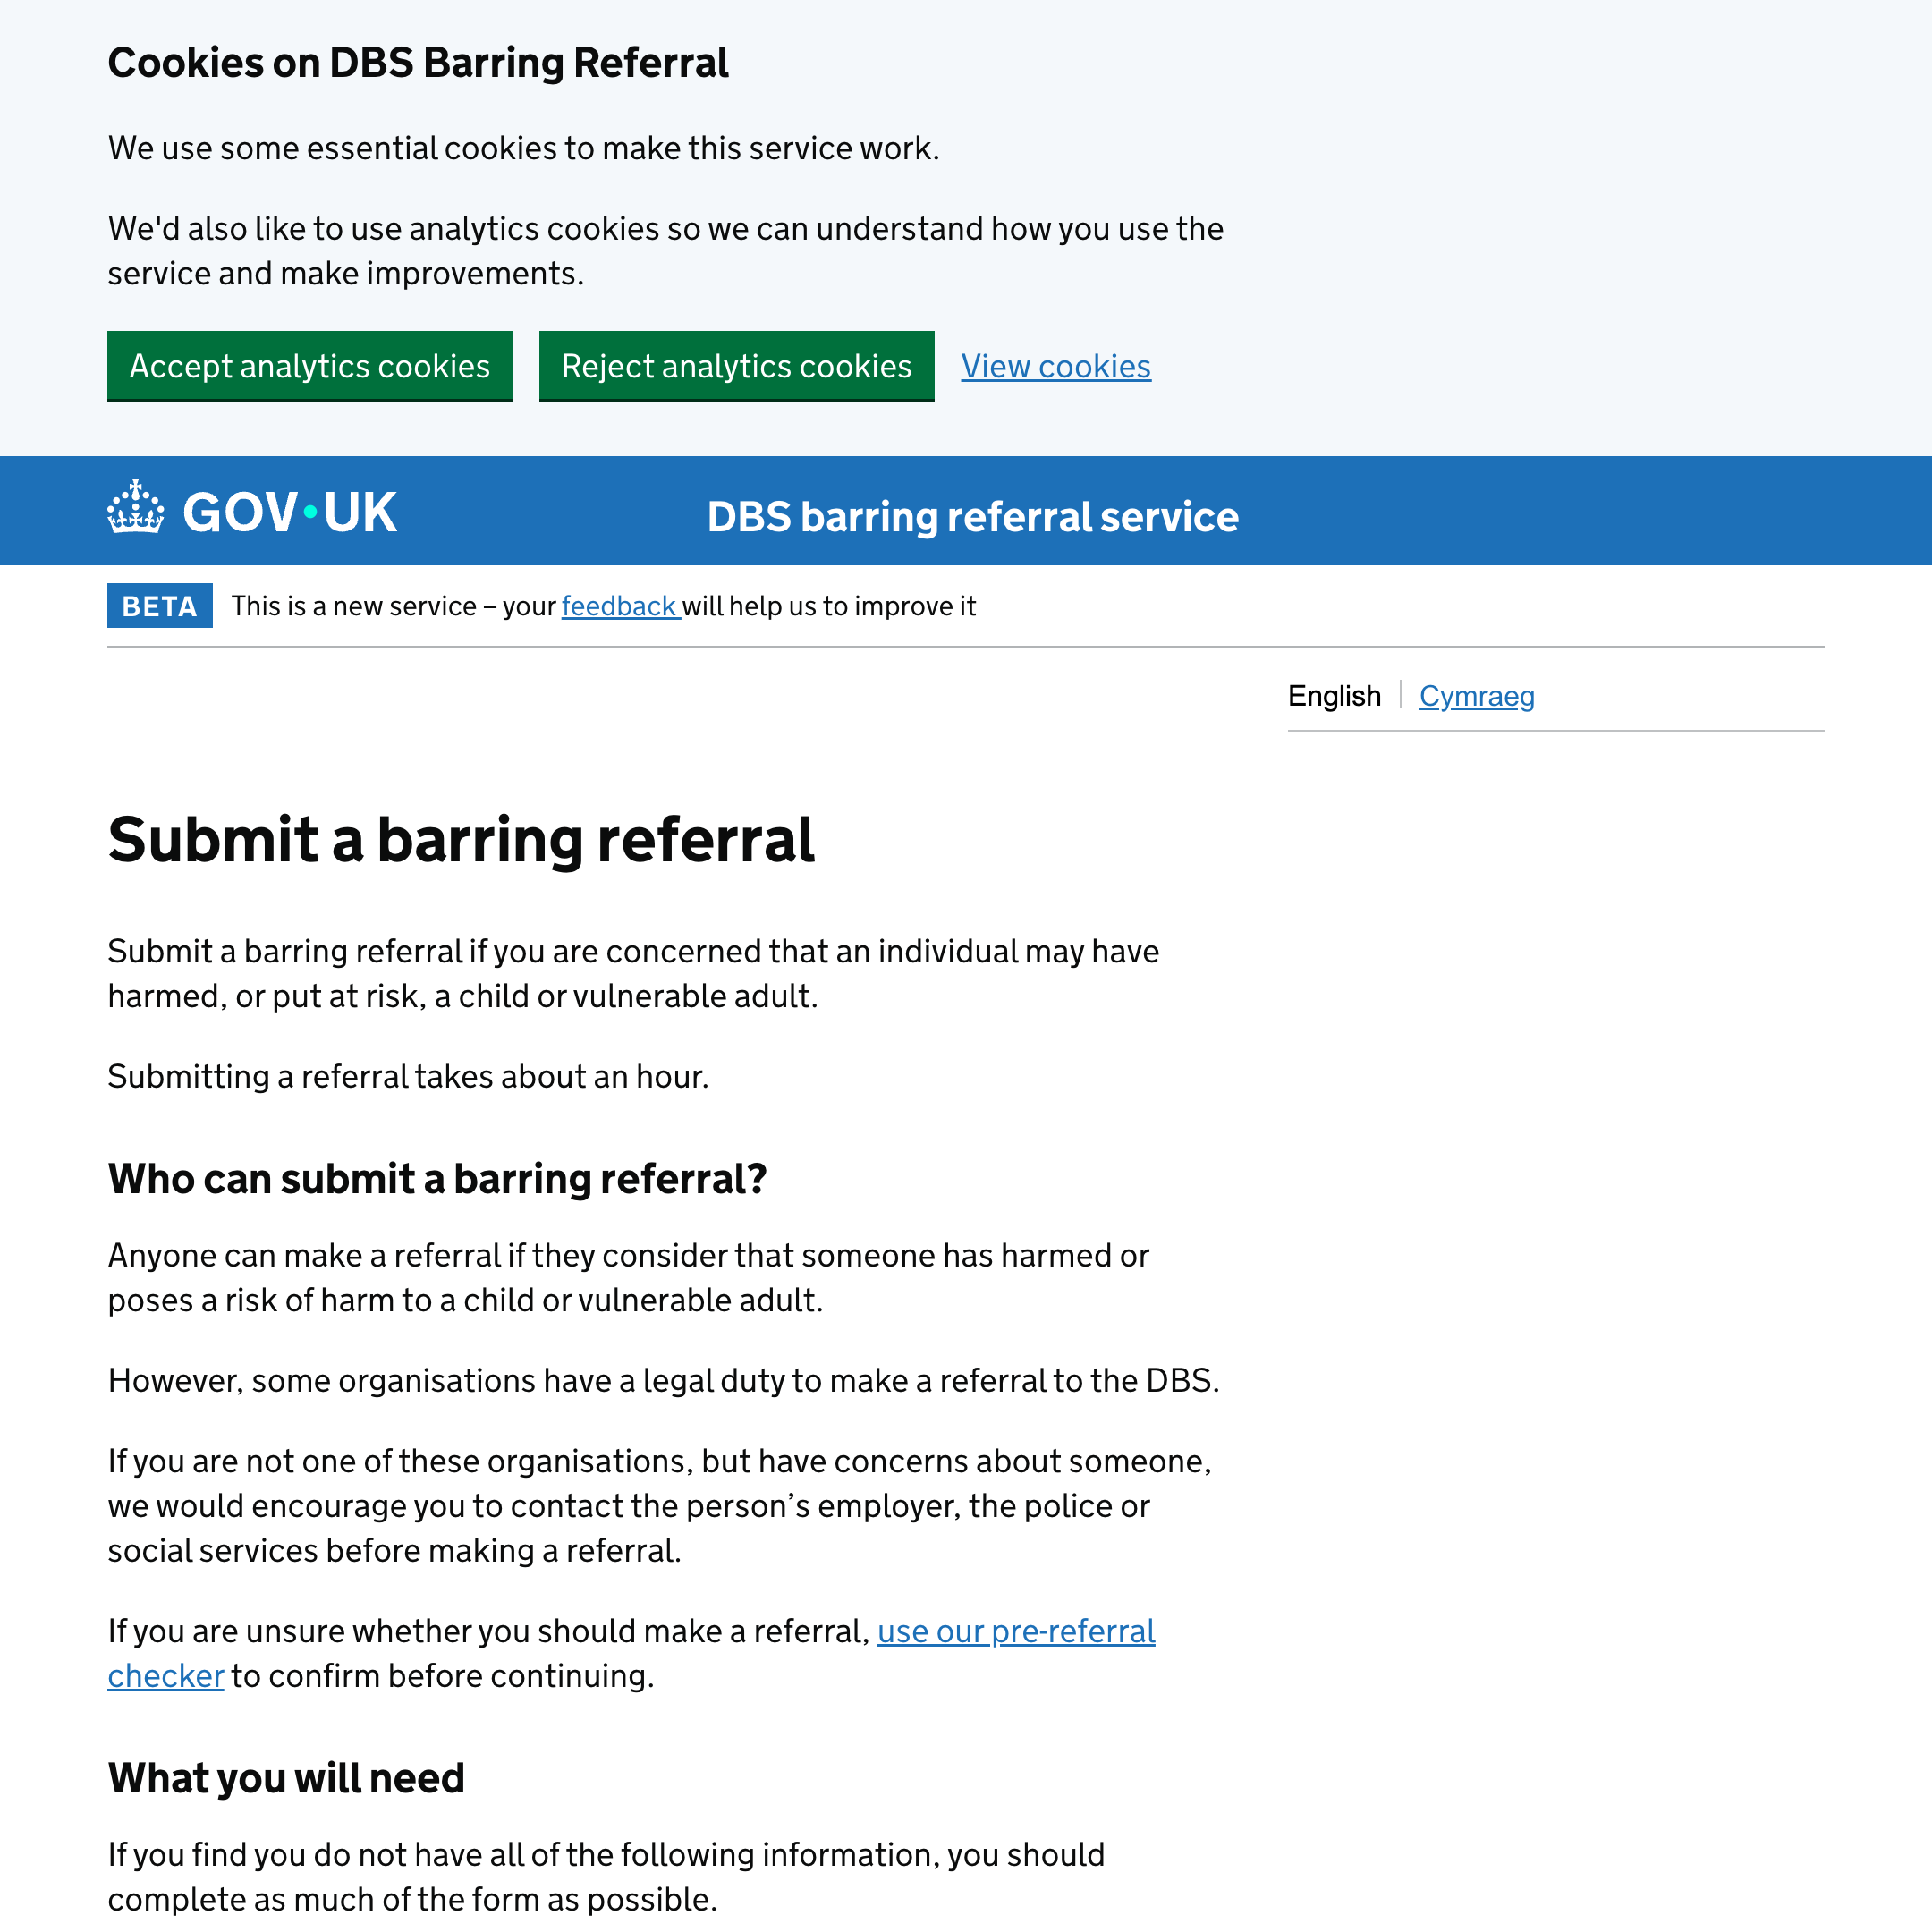 Cookies on DBS Barring Referral
We use some essential cookies to make this service work.
We'd also like to use analytics cookies so we can understand how you use the
service and make improvements.
Accept analytics cookies
Reject analytics cookies
View cookies
GOV·UK
DBS barring referral service
BETA
This is a new service – your feedback will help us to improve it
English
Cymraeg
Submit a barring referral
Submit a barring referral if you are concerned that an individual may have
harmed, or put at risk, a child or vulnerable adult.
Submitting a referral takes about an hour.
Who can submit a barring referral?
Anyone can make a referral if they consider that someone has harmed or
poses a risk of harm to a child or vulnerable adult.
However, some organisations have a legal duty to make a referral to the DBS.
If you are not one of these organisations, but have concerns about someone,
we would encourage you to contact the person’s employer, the police or
social services before making a referral.
If you are unsure whether you should make a referral, use our pre-referral
checker to confirm before continuing.
What you will need
If you find you do not have all of the following information, you should
complete as much of the form as possible.